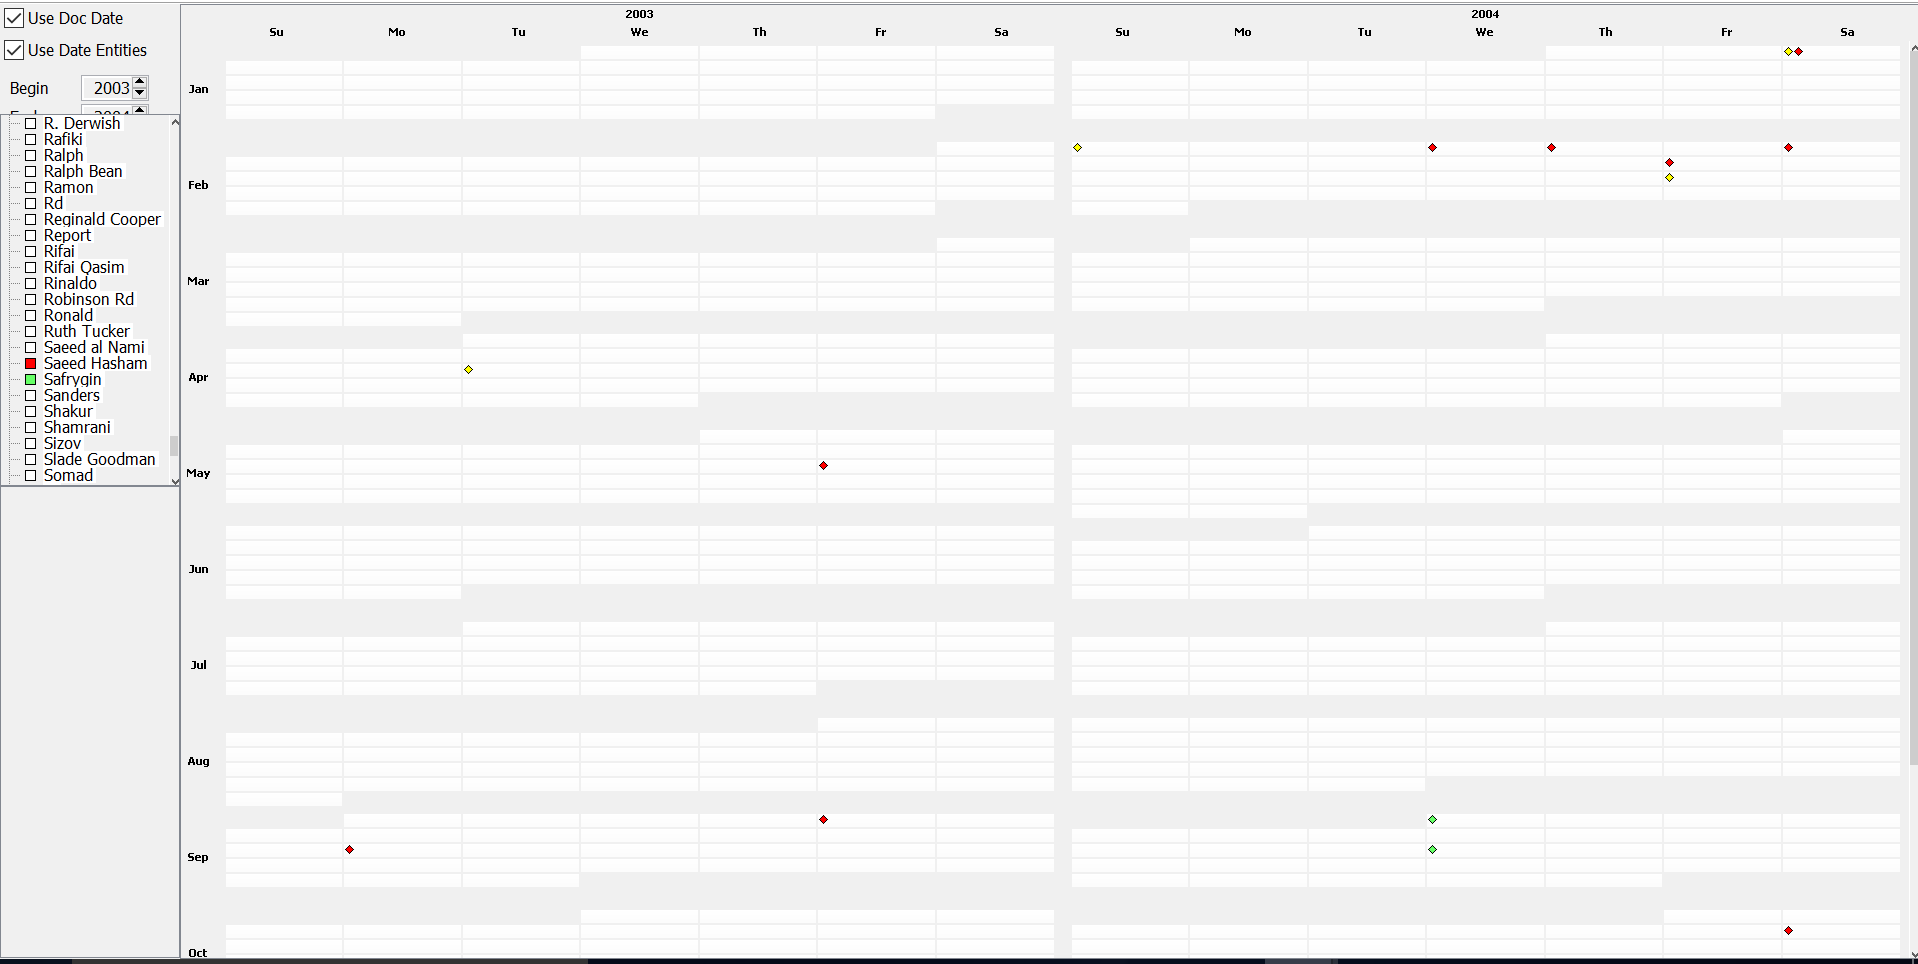 Use Doc Date
Use Date Entities
Begin 2003
R. Derwish
Rafiki
Ralph
Ralph Bean
Ramon
Rd
Reginald Cooper
Report
Rifai
Rifai Qasim
Rinaldo
Robinson Rd
Ronald
Ruth Tucker
Saeed al Nami
Saeed Hasham
Safrygin
Sanders
Shakur
Shamrani
Sizov
Slade Goodman
Somad
2003 2004
Su Mo Tu We Th Fr Sa Su Mo Tu We Th Fr Sa
Jan
Feb
Mar
Apr
May
Jun
Jul
Aug
Sep
Oct